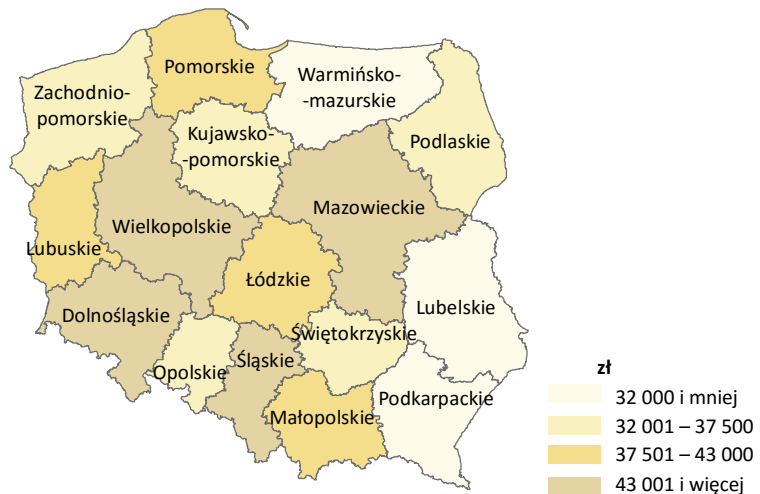 Pomorskie
Warmińsko-
-mazurskie
Zachodnio-
pomorskie
Kujawsko-
-pomorskie
Podlaskie
Wielkopolskie
Mazowieckie
Lubuskie
Łódzkie
Lubelskie
Dolnośląskie
Świętokrzyskie
Opolskie
Śląskie
Małopolskie
Podkarpackie
zł
32 000 i mniej
32 001 – 37 500
37 501 – 43 000
43 001 i więcej